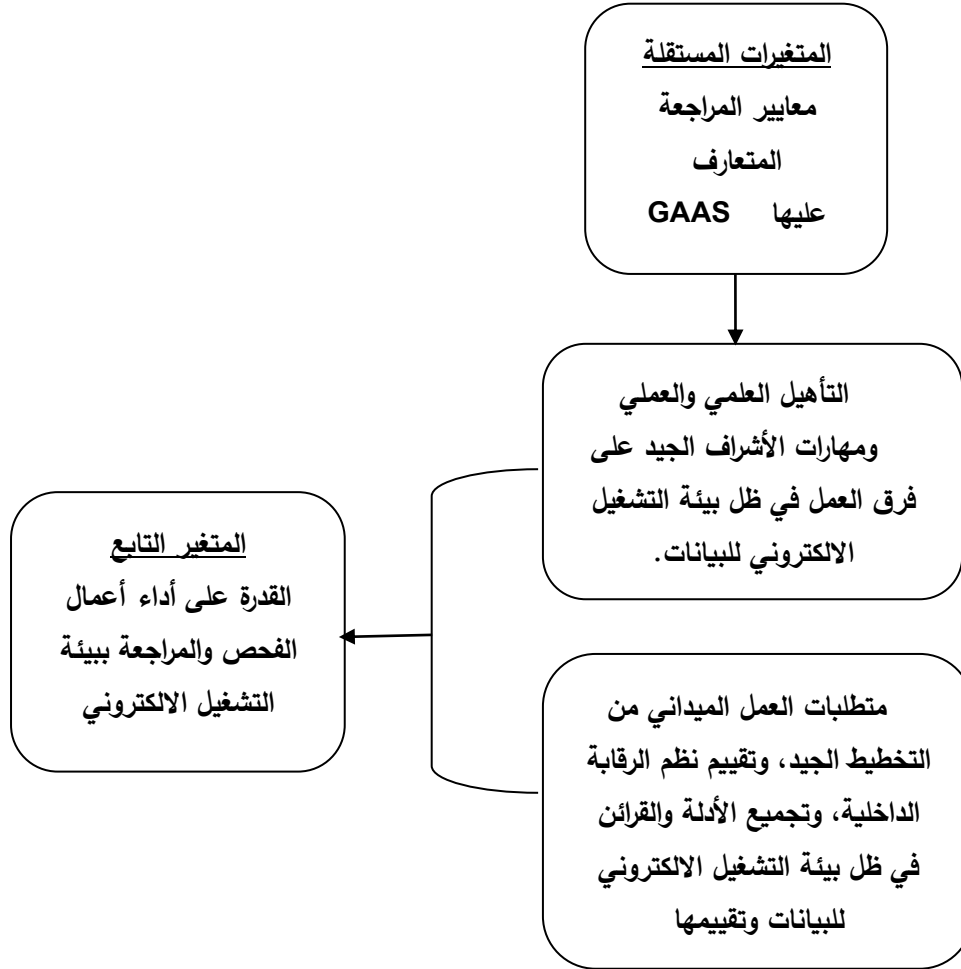 المتغيرات المستقلة
معايير المراجعة
المتعارف
عليها GAAS
التأهيل العلمي والعملي
ومهارات الأشراف الجيد على
فرق العمل في ظل بيئة التشغيل
الالكتروني للبيانات.
المتغير التابع
القدرة على أداء أعمال
الفحص والمراجعة ببيئة
التشغيل الالكتروني
متطلبات العمل الميداني من
التخطيط الجيد، وتقييم نظم الرقابة
الداخلية، وتجميع الأدلة والقرائن
في ظل بيئة التشغيل الالكتروني
للبيانات وتقييمها